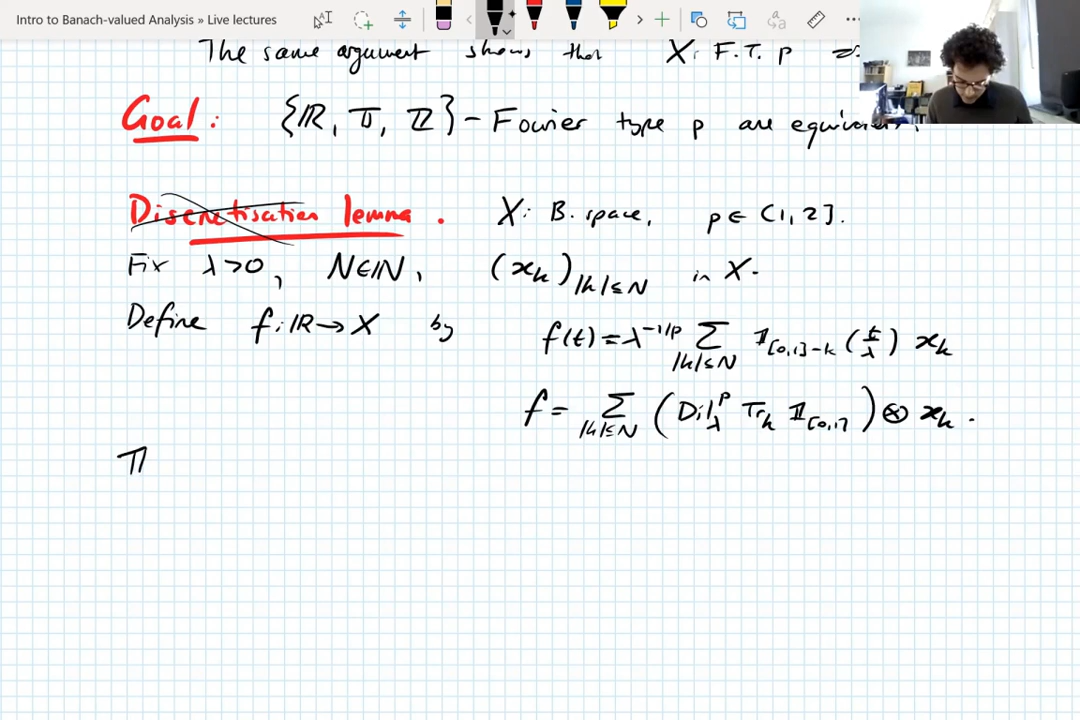 Intro to Banach-valued Analysis » Live lectures
The same argument shows that X: F.T. p
Goal: {ℝ, 𝕋, ℤ} - Fourier type p are equivalent.
Discretisation lemma. X: B. space, p ∈ (1,2].
Fix λ>0, N∈ℕ, (x_k)_{|k|≤N} in X.
Define f: ℝ → X by f(t) = λ^{-1/p} Σ_{|k|≤N} 𝟙_{[0,1]-k} (t/λ) x_k
f = Σ_{|k|≤N} (Dil_λ^p Tr_k 𝟙_{[0,1]}) ⊗ x_k.